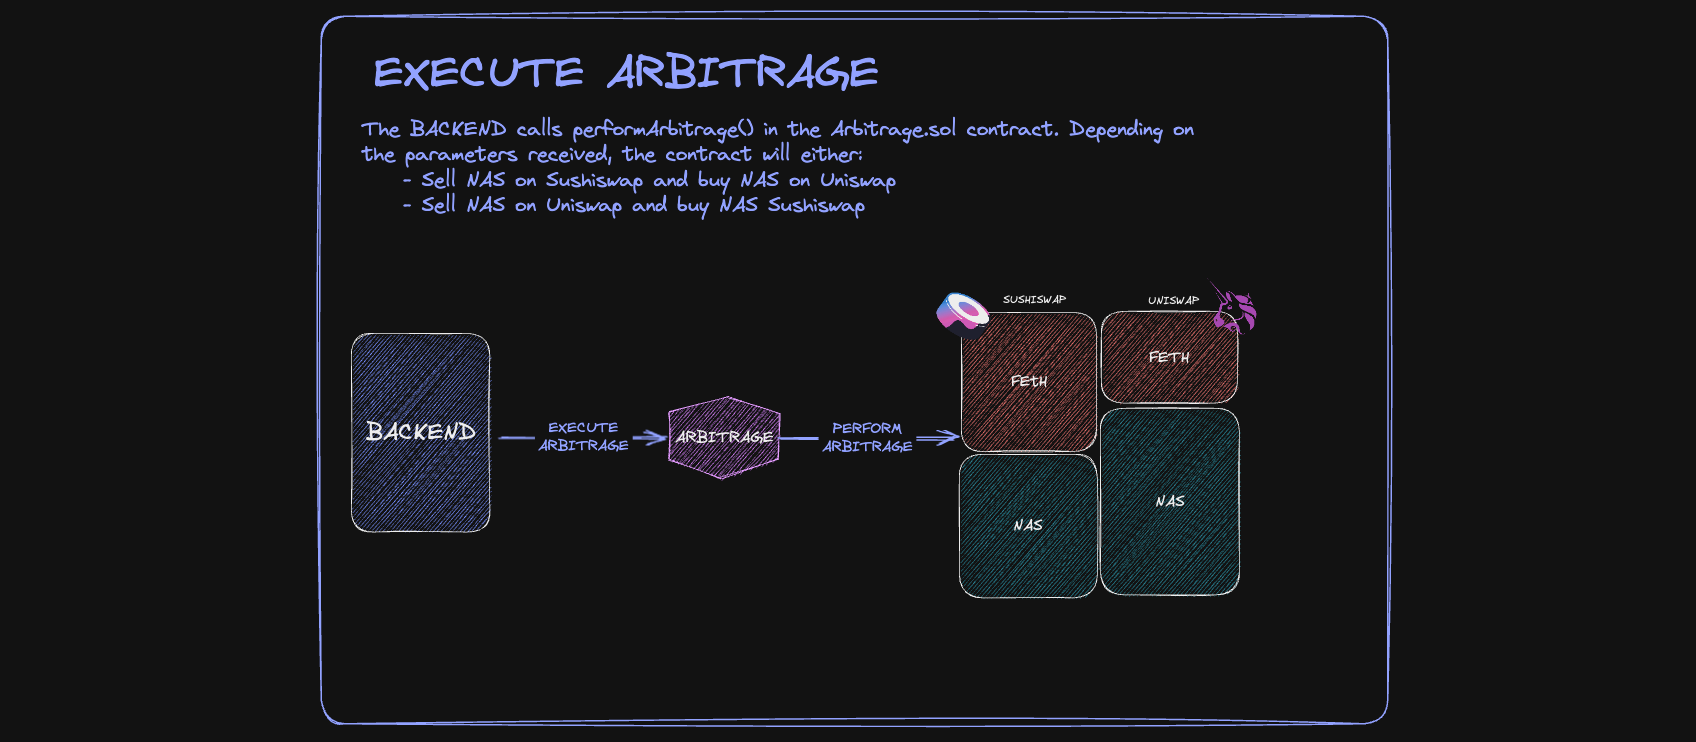 EXECUTE ARBITRAGE
The BACKEND calls performArbitrage() in the Arbitrage.sol contract. Depending on
the parameters received, the contract will either:
- Sell NAS on Sushiswap and buy NAS on Uniswap
- Sell NAS on Uniswap and buy NAS Sushiswap
SUSHISWAP
UNISWAP
FETH
FETH
BACKEND
EXECUTE
ARBITRAGE
ARBITRAGE
PERFORM
ARBITRAGE
NAS
NAS